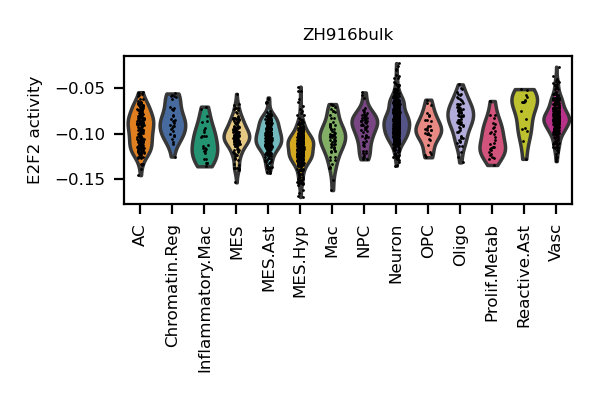 ZH916bulk
E2F2 activity
−0.05
−0.10
−0.15
AC
Chromatin.Reg
Inflammatory.Mac
MES
MES.Ast
MES.Hyp
Mac
NPC
Neuron
OPC
Oligo
Prolif.Metab
Reactive.Ast
Vasc